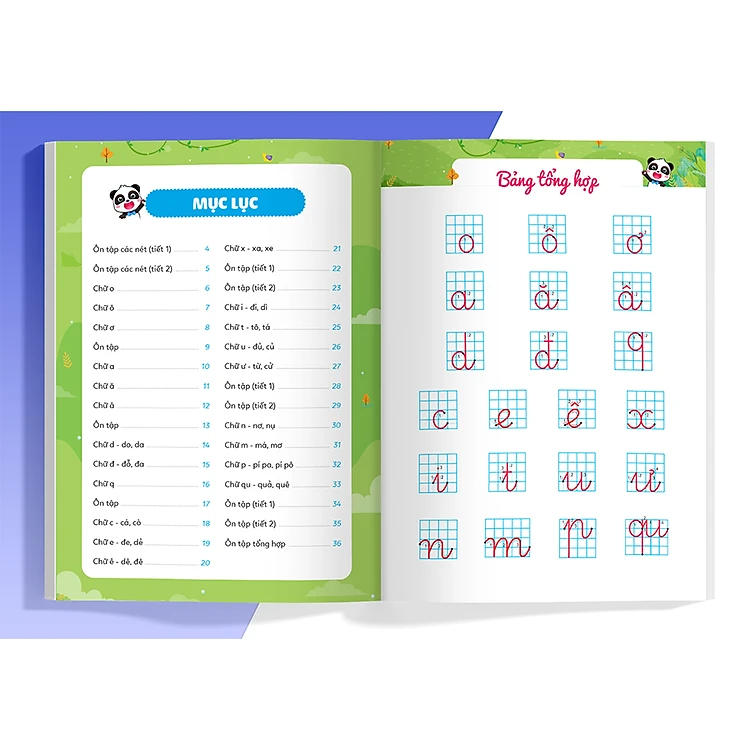 MỤC LỤC
Ôn tập các nét (tiết 1) 4
Ôn tập các nét (tiết 2) 5
Chữ o 6
Chữ ô 7
Chữ ơ 8
Ôn tập 9
Chữ a 10
Chữ ă 11
Chữ â 12
Ôn tập 13
Chữ d - do, da 14
Chữ đ - đỗ, đa 15
Chữ q 16
Ôn tập 17
Chữ c - cá, cò 18
Chữ e - đe, dẻ 19
Chữ ê - dê, đê 20
Chữ x - xa, xe 21
Ôn tập (tiết 1) 22
Ôn tập (tiết 2) 23
Chữ i - đi, dì 24
Chữ t - tô, tá 25
Chữ u - đủ, củ 26
Chữ ư - từ, cử 27
Ôn tập (tiết 1) 28
Ôn tập (tiết 2) 29
Chữ n - nơ, nụ 30
Chữ m - má, mơ 31
Chữ p - pí po, pi pô 32
Chữ qu - quả, quê 33
Ôn tập (tiết 1) 34
Ôn tập (tiết 2) 35
Ôn tập tổng hợp 36
Bảng tổng hợp
o ô ơ
a ă â
d đ q
c e ê x
i t u ư
n m p qu